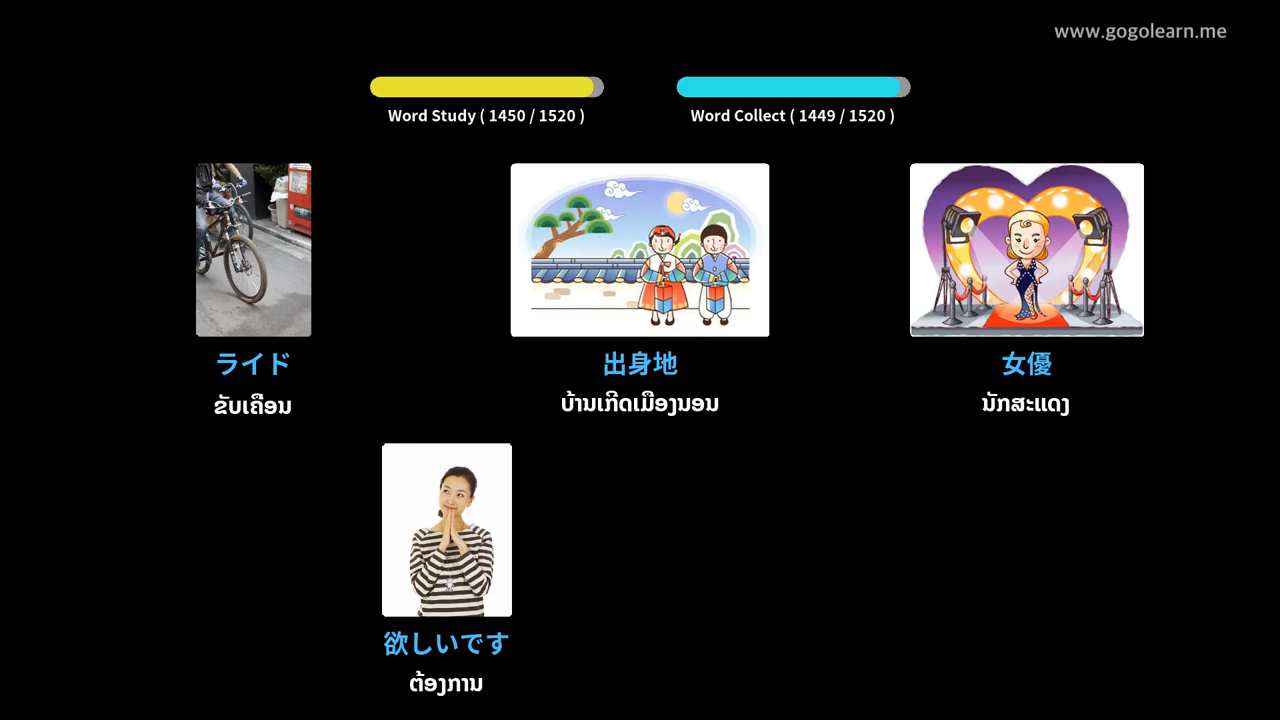 www.gogolearn.me
Word Study ( 1450 / 1520 )
Word Collect ( 1449 / 1520 )
ライド
出身地
女優
ຂັບເຄືອນ
ບ້ານເກີດເມືອງນອນ
ນັກສະແດງ
欲しいです
ຕ້ອງການ